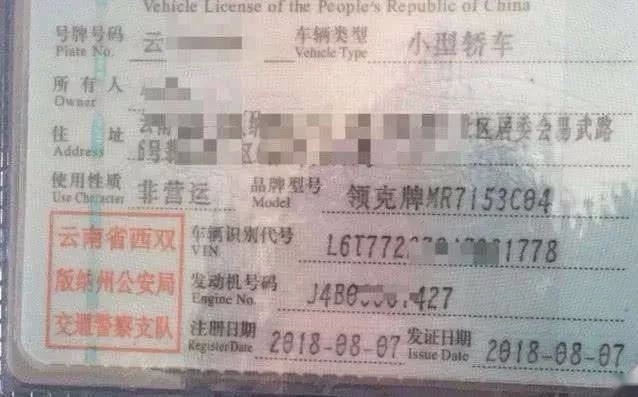 Vehicle License of the People's Republic of China
号牌号码 云 车辆类型 小型轿车
Plate No. Vehicle Type
所有人
Owner
住址 云南 区居委会易武路
Address 6号
使用性质 非营运 品牌型号 领克牌MR7153C04
Use Character Model
云南省西双 车辆识别代号 L6T772 1778
VIN
版纳州公安局 发动机号码 J4B0 427
Engine No.
交通警察支队 注册日期 2018-08-07 发证日期 2018-08-07
Register Date Issue Date